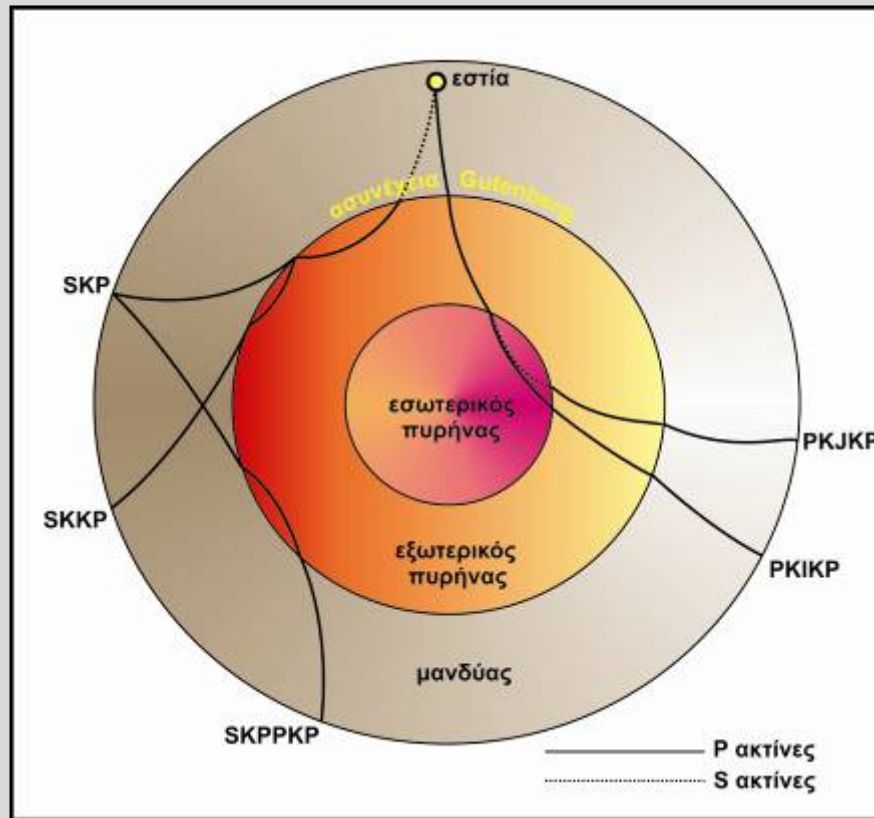 εστία
ασυνέχεια Gutenberg
SKP
εσωτερικός
πυρήνας
PKJKP
SKKP
εξωτερικός
πυρήνας
PKIKP
μανδύας
SKPPKP
P ακτίνες
S ακτίνες